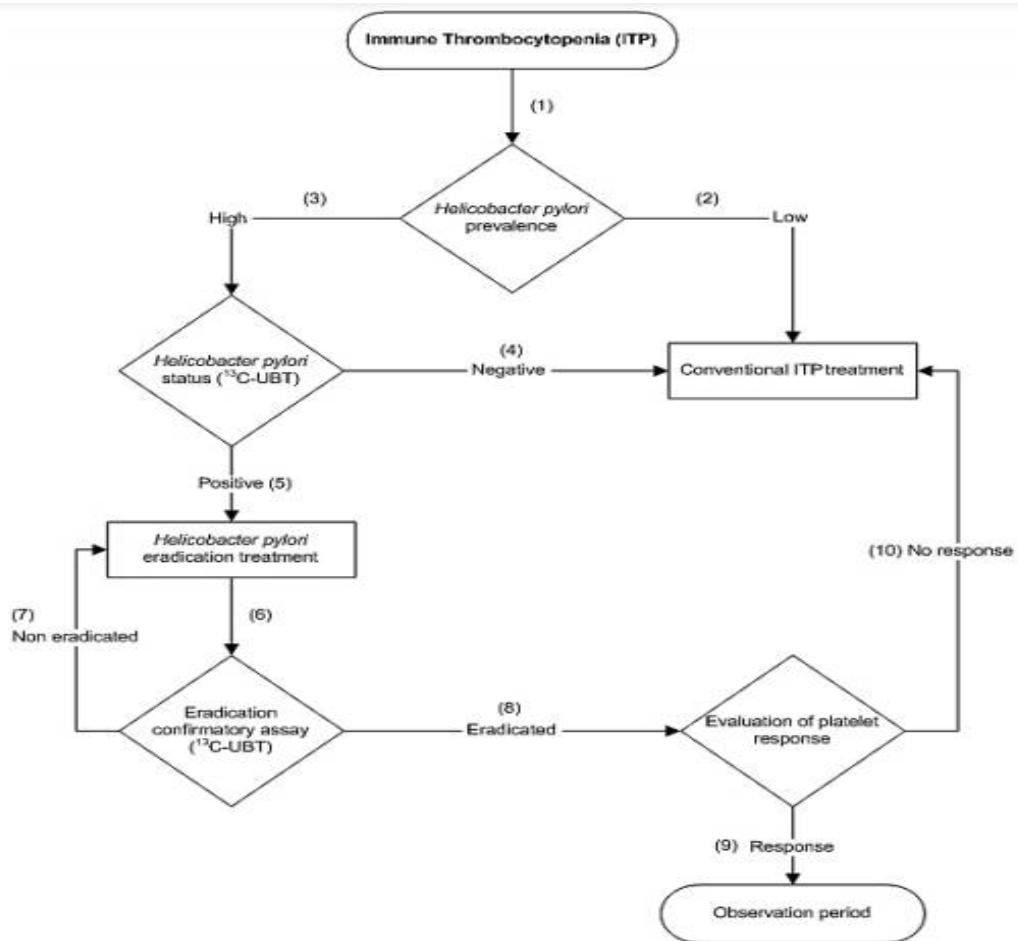 Immune Thrombocytopenia (ITP)
(1)
(3)
(2)
High
Helicobacter pylori
prevalence
Low
Helicobacter pylori
status (¹³C-UBT)
(4)
Negative
Conventional ITP treatment
Positive (5)
Helicobacter pylori
eradication treatment
(10) No response
(7)
Non eradicated
(6)
Eradication
confirmatory assay
(¹³C-UBT)
(8)
Eradicated
Evaluation of platelet
response
(9) Response
Observation period